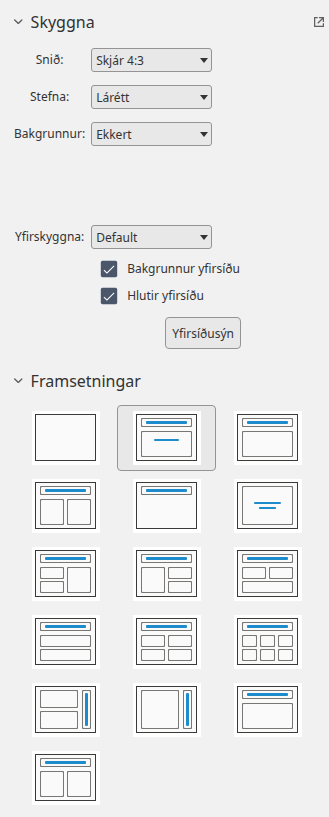 Skyggna
Snið: Skjár 4:3
Stefna: Lárétt
Bakgrunnur: Ekkert
Yfirskyggna: Default
Bakgrunnur yfirsíðu
Hlutir yfirsíðu
Yfirsíðusýn
Framsetningar